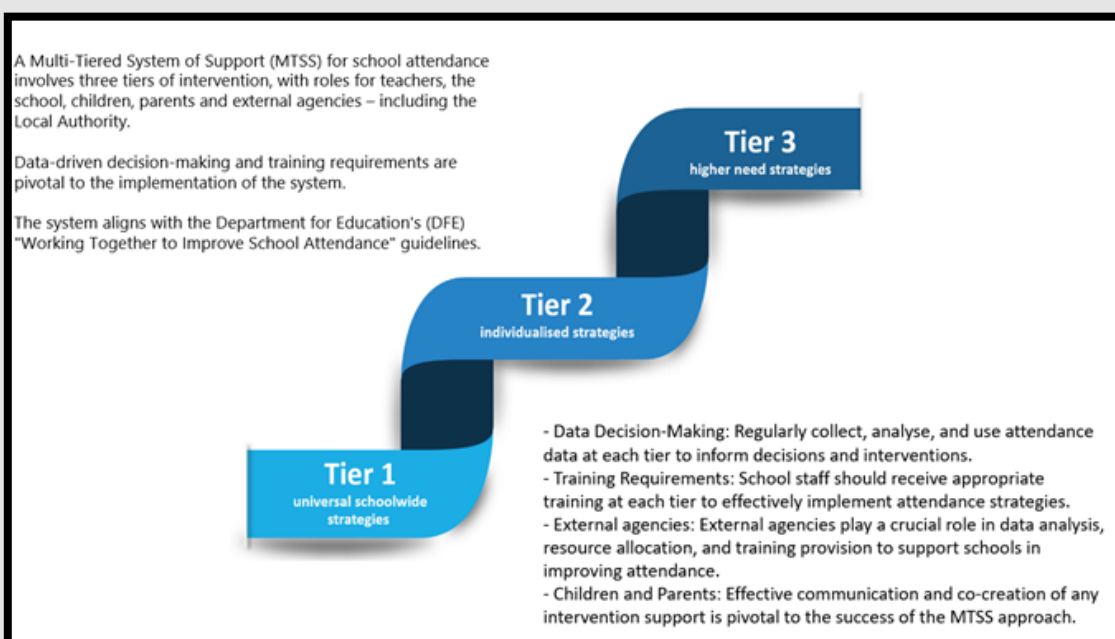 A Multi-Tiered System of Support (MTSS) for school attendance
involves three tiers of intervention, with roles for teachers, the
school, children, parents and external agencies – including the
Local Authority.
Data-driven decision-making and training requirements are
pivotal to the implementation of the system.
The system aligns with the Department for Education's (DFE)
"Working Together to Improve School Attendance" guidelines.
Tier 3
higher need strategies
Tier 2
individualised strategies
Tier 1
universal schoolwide
strategies
- Data Decision-Making: Regularly collect, analyse, and use attendance
data at each tier to inform decisions and interventions.
- Training Requirements: School staff should receive appropriate
training at each tier to effectively implement attendance strategies.
- External agencies: External agencies play a crucial role in data analysis,
resource allocation, and training provision to support schools in
improving attendance.
- Children and Parents: Effective communication and co-creation of any
intervention support is pivotal to the success of the MTSS approach.